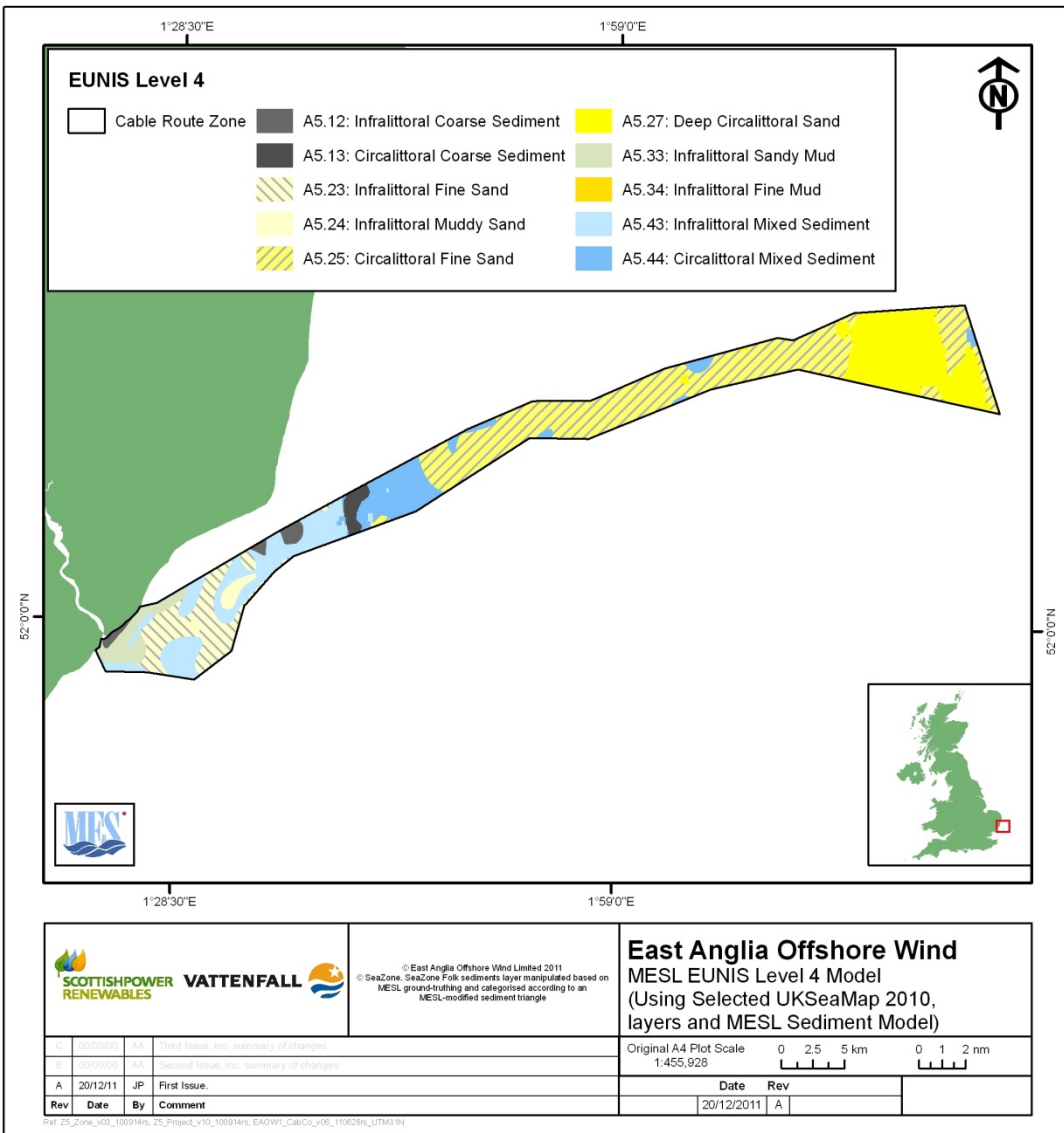 1°28'30"E
1°59'0"E
EUNIS Level 4
Cable Route Zone
A5.12: Infralittoral Coarse Sediment
A5.13: Circalittoral Coarse Sediment
A5.23: Infralittoral Fine Sand
A5.24: Infralittoral Muddy Sand
A5.25: Circalittoral Fine Sand
A5.27: Deep Circalittoral Sand
A5.33: Infralittoral Sandy Mud
A5.34: Infralittoral Fine Mud
A5.43: Infralittoral Mixed Sediment
A5.44: Circalittoral Mixed Sediment
N
52°0'0"N
52°0'0"N
MES
1°28'30"E
1°59'0"E
SCOTTISHPOWER
RENEWABLES
VATTENFALL
© East Anglia Offshore Wind Limited 2011
© SeaZone. SeaZone Folk sediments layer manipulated based on
MESL ground-truthing and categorised according to an
MESL-modified sediment triangle
East Anglia Offshore Wind
MESL EUNIS Level 4 Model
(Using Selected UKSeaMap 2010,
layers and MESL Sediment Model)
C 00/00/00 AA Third Issue, inc. summary of changes
B 00/00/00 AA Second Issue, inc. summary of changes
A 20/12/11 JP First Issue.
Rev Date By Comment
Original A4 Plot Scale
1:455,928
0 2.5 5 km
0 1 2 nm
Date Rev
20/12/2011 A
Ref: Z5_Zone_v03_100914rs, Z5_Project_v10_100914rs, EAOW1_CabCo_v06_110626rs_UTM31N